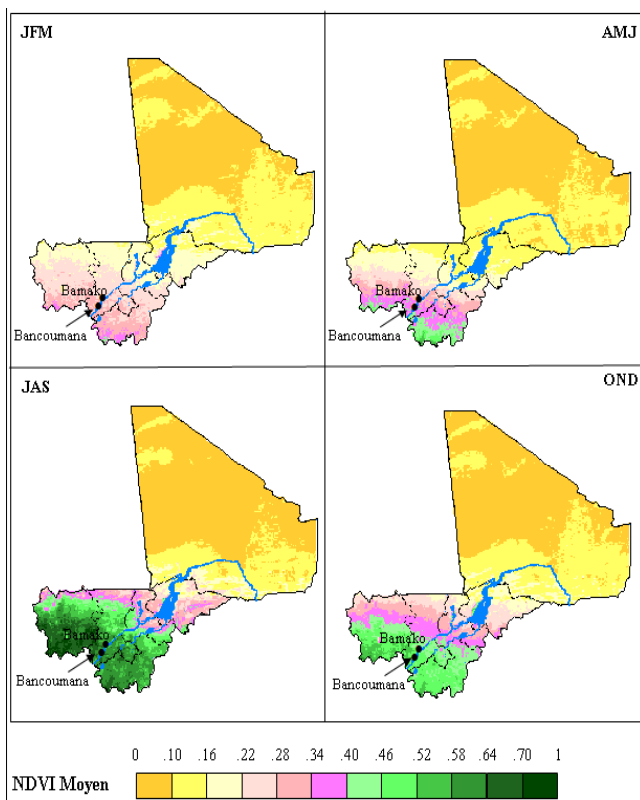 JFM
AMJ
Bamako
Bancoumana
Bamako
Bancoumana
JAS
OND
Bamako
Bancoumana
Bamako
Bancoumana
0 .10 .16 .22 .28 .34 .40 .46 .52 .58 .64 .70 1
NDVI Moyen